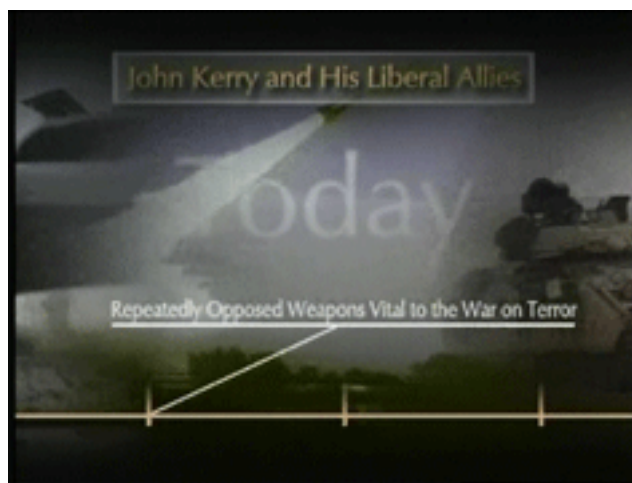 John Kerry and His Liberal Allies
Today
Repeatedly Opposed Weapons Vital to the War on Terror